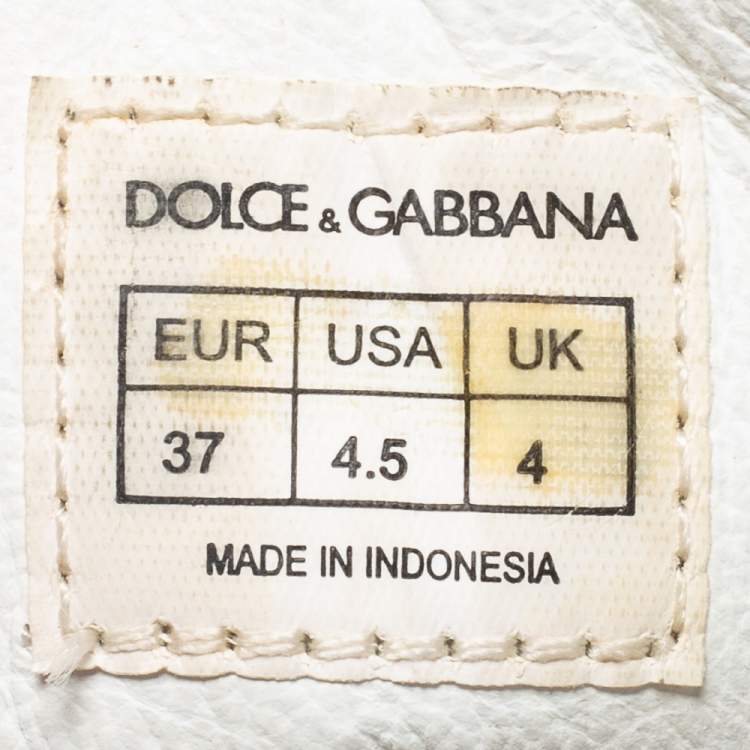 DOLCE & GABBANA
EUR USA UK
37 4.5 4
MADE IN INDONESIA